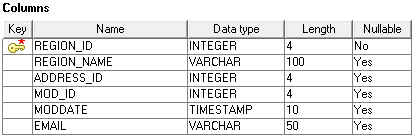 Columns
Key Name Data type Length Nullable
REGION_ID INTEGER 4 No
REGION_NAME VARCHAR 100 Yes
ADDRESS_ID INTEGER 4 Yes
MOD_ID INTEGER 4 Yes
MODDATE TIMESTAMP 10 Yes
EMAIL VARCHAR 50 Yes